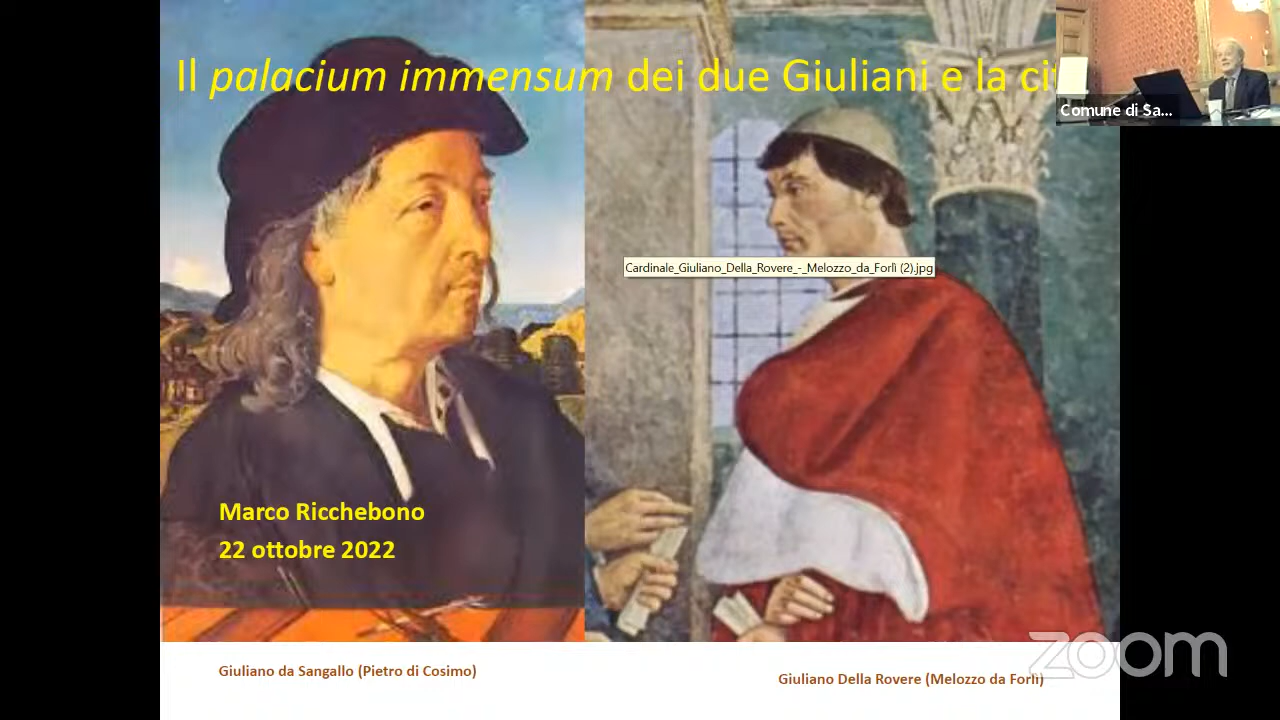 Il palacium immensum dei due Giuliani e la cit
Comune di Sa...
Cardinale_Giuliano_Della_Rovere_-_Melozzo_da_Forlì (2).jpg
Marco Ricchebono
22 ottobre 2022
Giuliano da Sangallo (Pietro di Cosimo)
Giuliano Della Rovere (Melozzo da Forlì)
zoom